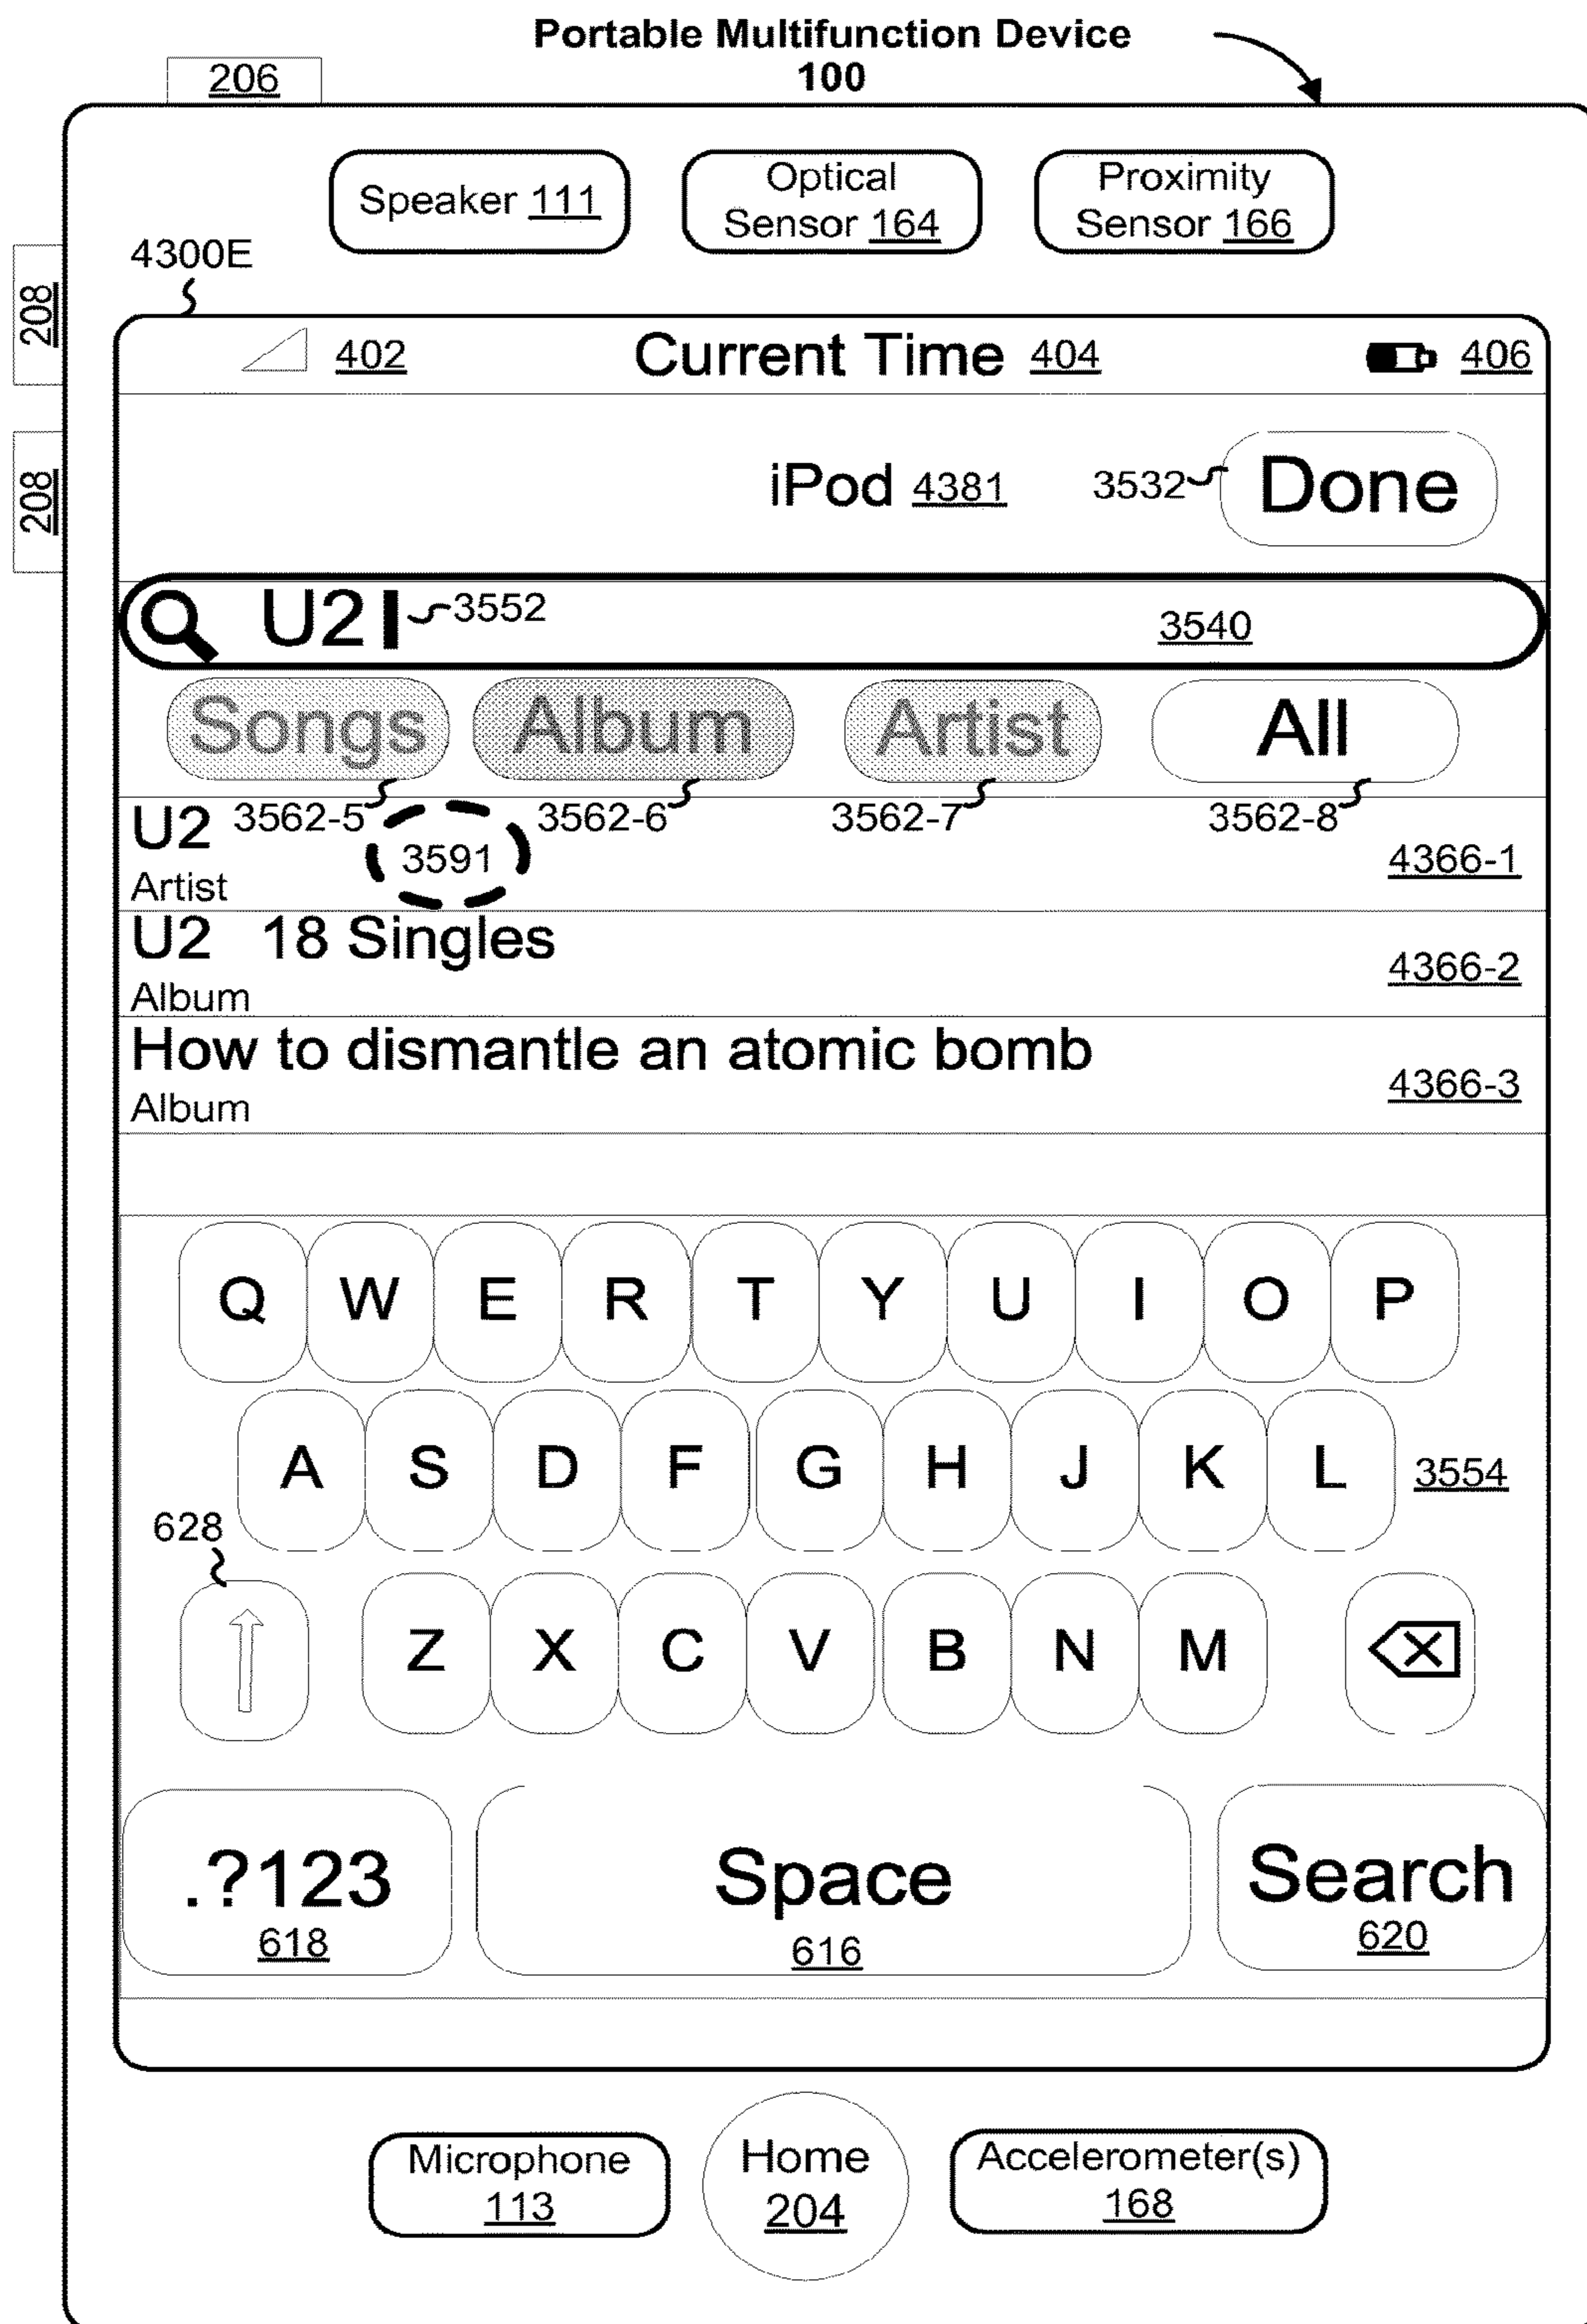 Portable Multifunction Device
100
206
Speaker 111
Optical
Sensor 164
Proximity
Sensor 166
4300E
208
208
402
Current Time 404
406
iPod 4381
3532
Done
U2
3552
3540
Songs
Album
Artist
All
3562-5
3562-6
3562-7
3562-8
U2
Artist
3591
4366-1
U2 18 Singles
Album
4366-2
How to dismantle an atomic bomb
Album
4366-3
Q W E R T Y U I O P
A S D F G H J K L
3554
628
Z X C V B N M
.?123
618
Space
616
Search
620
Microphone
113
Home
204
Accelerometer(s)
168